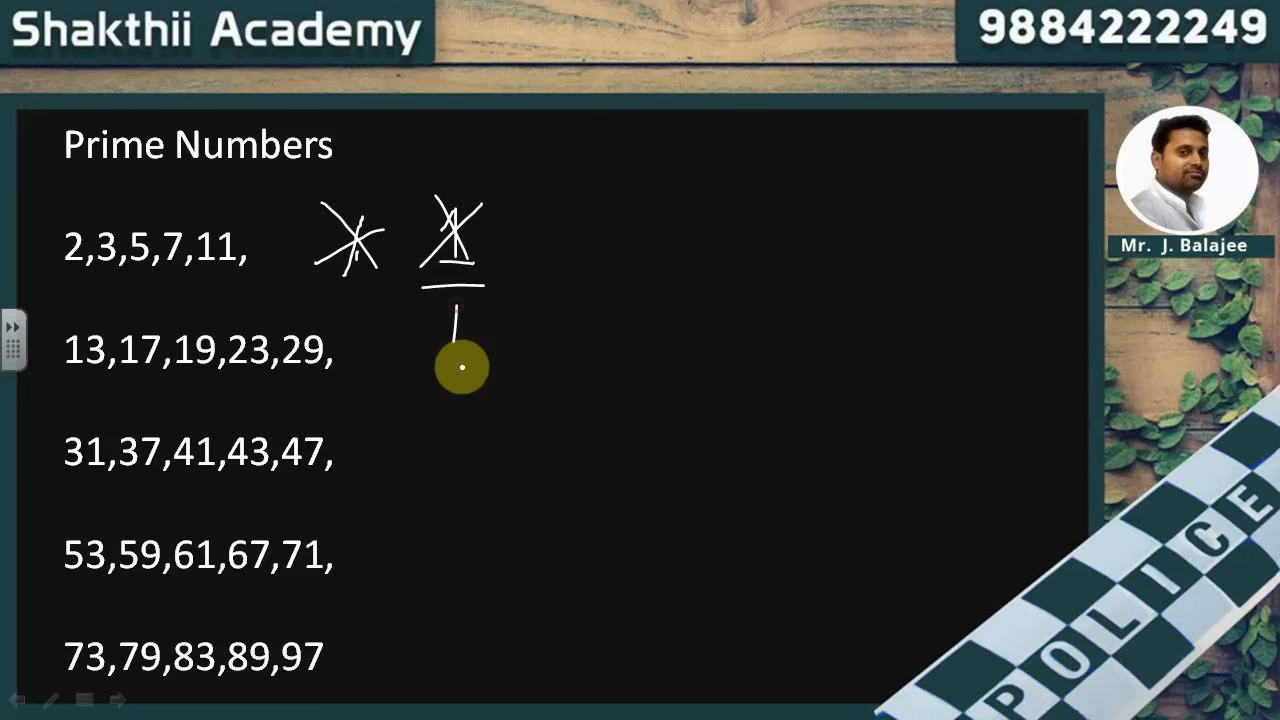 Shakthii Academy
9884222249
Prime Numbers
2,3,5,7,11,
1
13,17,19,23,29,
31,37,41,43,47,
53,59,61,67,71,
73,79,83,89,97
Mr. J. Balajee
POLICE